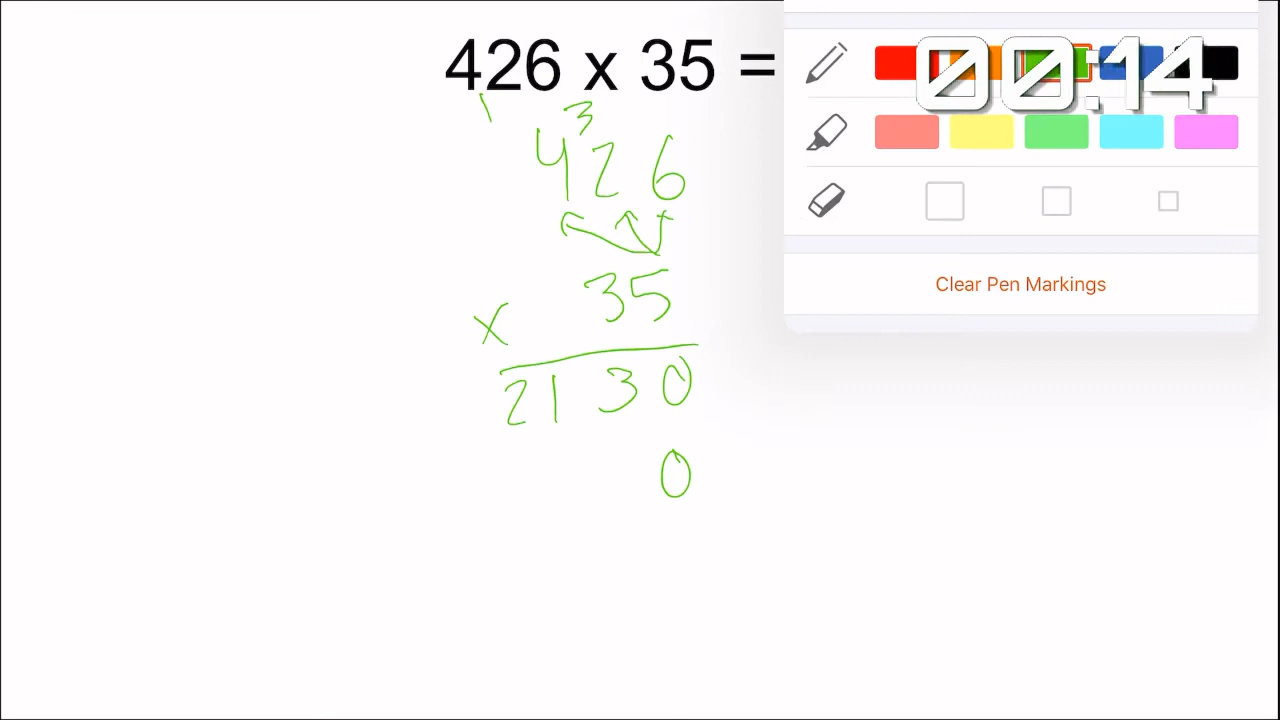 426 x 35 =
00:14
1
3
426
x 35
2130
0
Clear Pen Markings